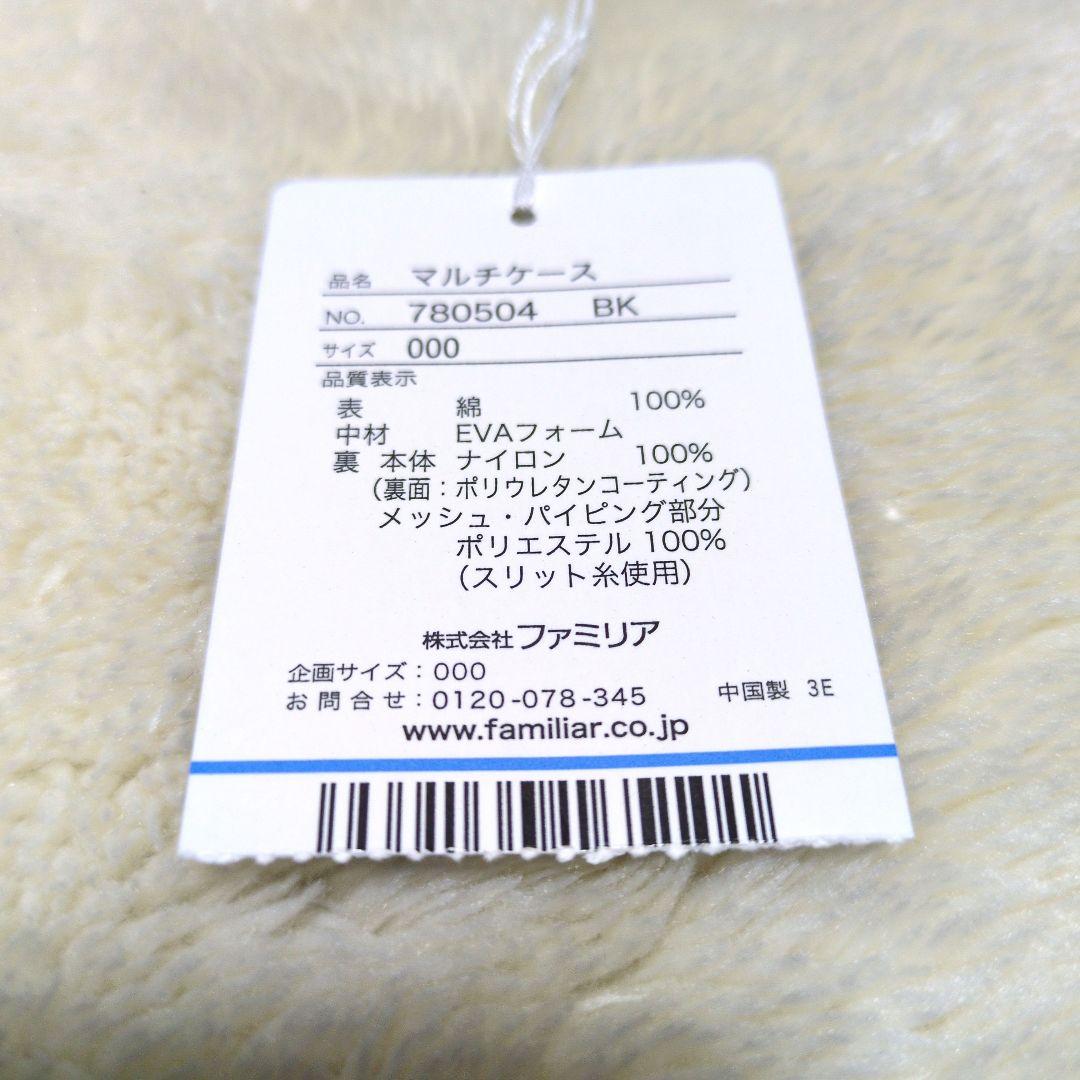 品名 マルチケース
NO. 780504 BK
サイズ 000
品質表示
表 綿 100%
中材 EVAフォーム
裏 本体 ナイロン 100%
（裏面：ポリウレタンコーティング）
メッシュ・パイピング部分
ポリエステル 100%
（スリット糸使用）
株式会社ファミリア
企画サイズ：000
お問合せ：0120-078-345 中国製 3E
www.familiar.co.jp